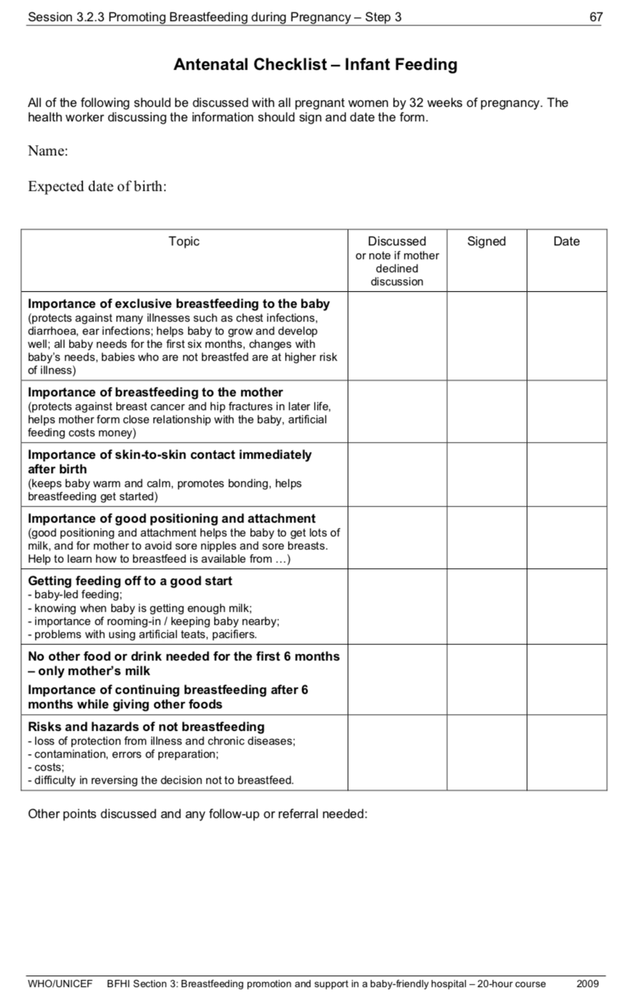 Session 3.2.3 Promoting Breastfeeding during Pregnancy – Step 3 67
Antenatal Checklist – Infant Feeding
All of the following should be discussed with all pregnant women by 32 weeks of pregnancy. The
health worker discussing the information should sign and date the form.
Name:
Expected date of birth:
Topic
Discussed
or note if mother
declined
discussion
Signed
Date
Importance of exclusive breastfeeding to the baby
(protects against many illnesses such as chest infections,
diarrhoea, ear infections; helps baby to grow and develop
well; all baby needs for the first six months, changes with
baby's needs, babies who are not breastfed are at higher risk
of illness)
Importance of breastfeeding to the mother
(protects against breast cancer and hip fractures in later life,
helps mother form close relationship with the baby, artificial
feeding costs money)
Importance of skin-to-skin contact immediately
after birth
(keeps baby warm and calm, promotes bonding, helps
breastfeeding get started)
Importance of good positioning and attachment
(good positioning and attachment helps the baby to get lots of
milk, and for mother to avoid sore nipples and sore breasts.
Help to learn how to breastfeed is available from …)
Getting feeding off to a good start
- baby-led feeding;
- knowing when baby is getting enough milk;
- importance of rooming-in / keeping baby nearby;
- problems with using artificial teats, pacifiers.
No other food or drink needed for the first 6 months
– only mother's milk
Importance of continuing breastfeeding after 6
months while giving other foods
Risks and hazards of not breastfeeding
- loss of protection from illness and chronic diseases;
- contamination, errors of preparation;
- costs;
- difficulty in reversing the decision not to breastfeed.
Other points discussed and any follow-up or referral needed:
WHO/UNICEF BFHI Section 3: Breastfeeding promotion and support in a baby-friendly hospital – 20-hour course 2009